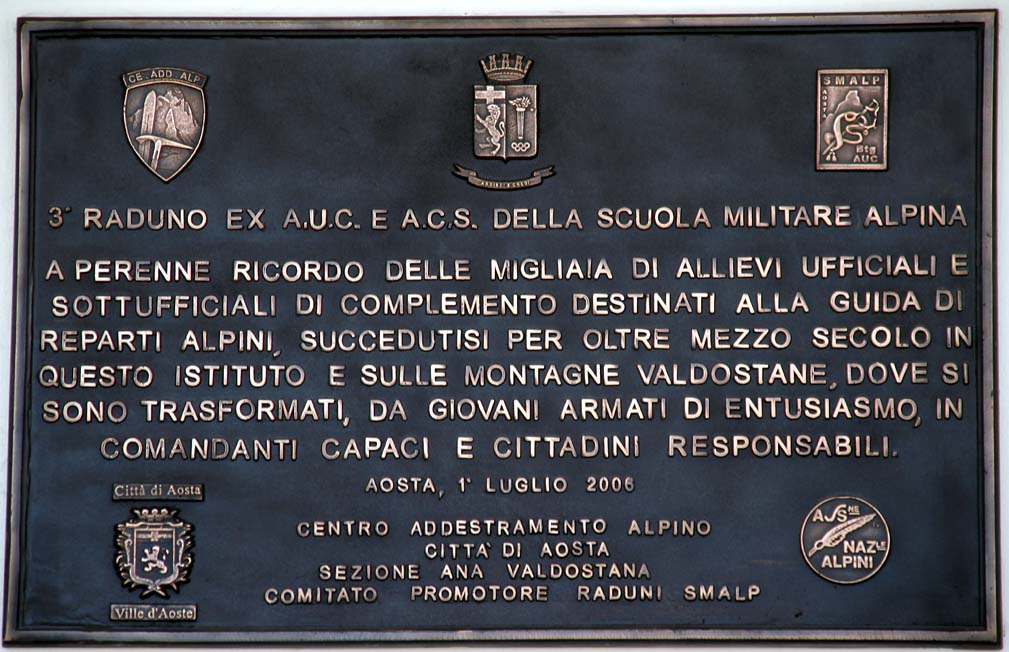 CE. ADD. ALP.
SMALP
AOSTA
Btg
AUC
3° RADUNO EX A.U.C. E A.C.S. DELLA SCUOLA MILITARE ALPINA
A PERENNE RICORDO DELLE MIGLIAIA DI ALLIEVI UFFICIALI E
SOTTUFFICIALI DI COMPLEMENTO DESTINATI ALLA GUIDA DI
REPARTI ALPINI, SUCCEDUTISI PER OLTRE MEZZO SECOLO IN
QUESTO ISTITUTO E SULLE MONTAGNE VALDOSTANE, DOVE SI
SONO TRASFORMATI, DA GIOVANI ARMATI DI ENTUSIASMO, IN
COMANDANTI CAPACI E CITTADINI RESPONSABILI.
AOSTA, 1° LUGLIO 2006
CENTRO ADDESTRAMENTO ALPINO
CITTA' DI AOSTA
SEZIONE ANA VALDOSTANA
COMITATO PROMOTORE RADUNI SMALP
Città di Aosta
Ville d'Aoste
ASSNE
NAZLE
ALPINI